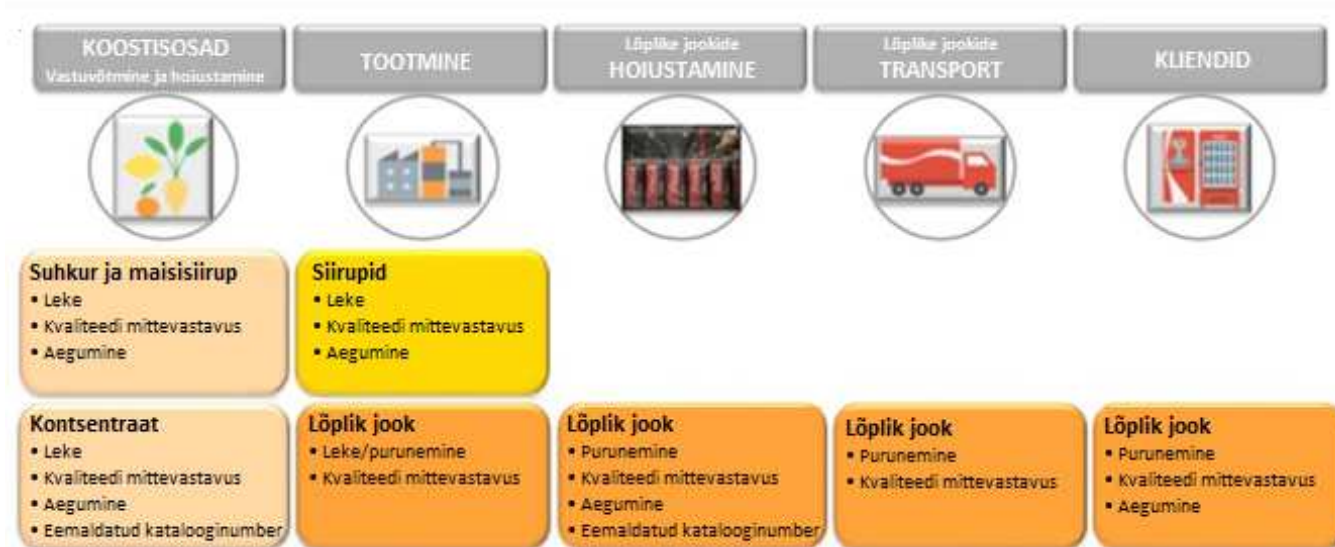 KOOSTISOSAD
Vastuvõtmine ja hoiustamine
TOOTMINE
Lõplike jookide
HOIUSTAMINE
Lõplike jookide
TRANSPORT
KLIENDID
Suhkur ja maisisiirup
▪ Leke
▪ Kvaliteedi mittevastavus
▪ Aegumine
Siirupid
▪ Leke
▪ Kvaliteedi mittevastavus
▪ Aegumine
Kontsentraat
▪ Leke
▪ Kvaliteedi mittevastavus
▪ Aegumine
▪ Eemaldatud katalooginumber
Lõplik jook
▪ Leke/purunemine
▪ Kvaliteedi mittevastavus
Lõplik jook
▪ Purunemine
▪ Kvaliteedi mittevastavus
▪ Aegumine
▪ Eemaldatud katalooginumber
Lõplik jook
▪ Purunemine
▪ Kvaliteedi mittevastavus
Lõplik jook
▪ Purunemine
▪ Kvaliteedi mittevastavus
▪ Aegumine